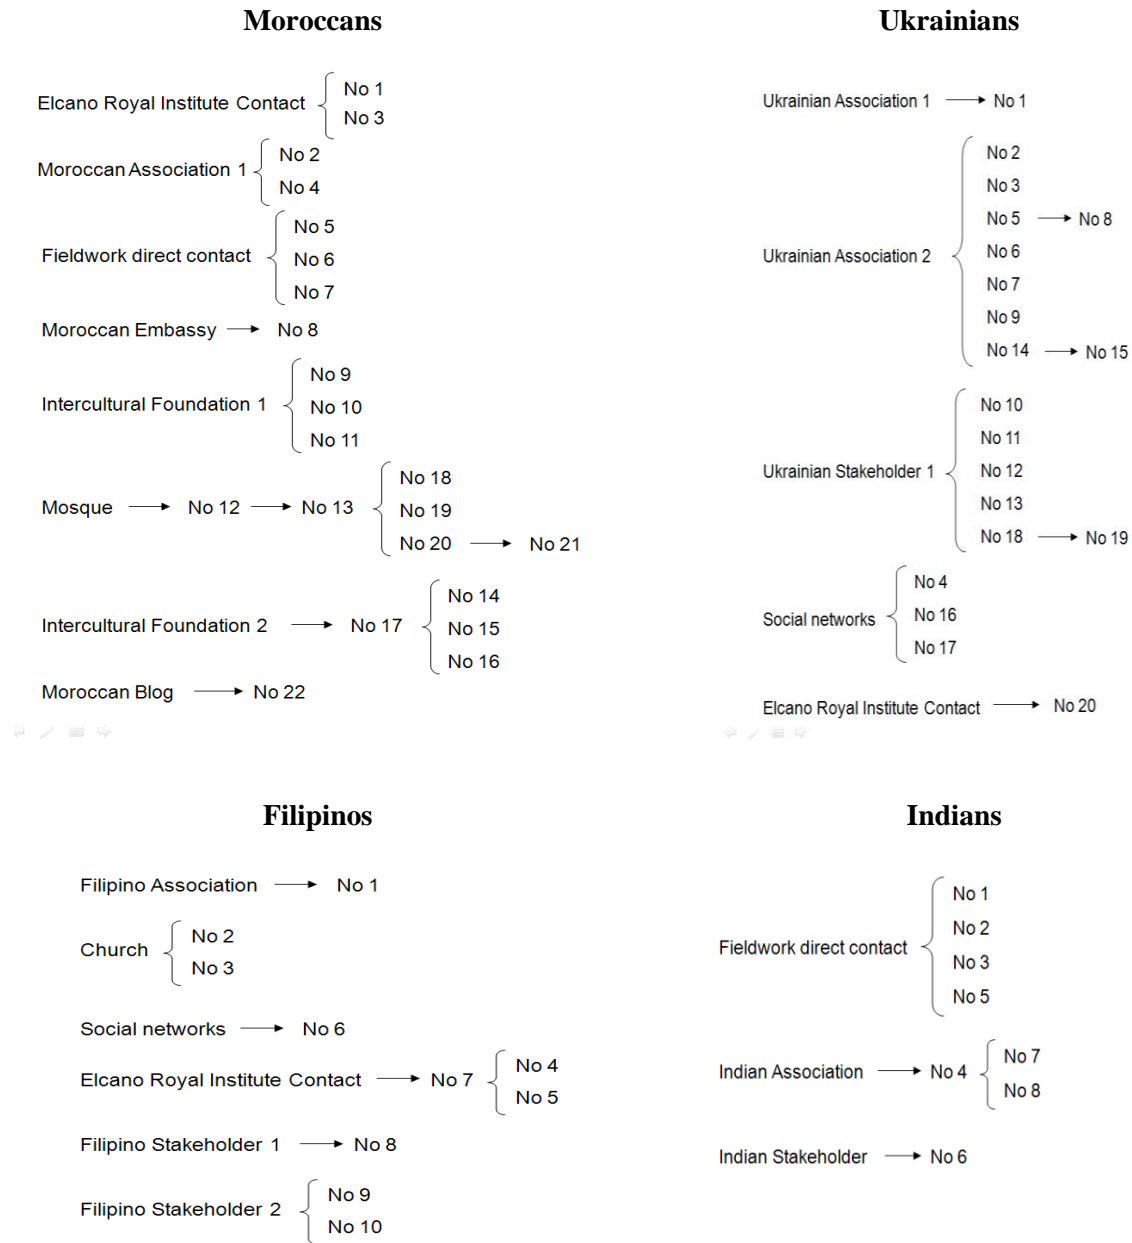 Moroccans
Elcano Royal Institute Contact
No 1
No 3
Moroccan Association 1
No 2
No 4
Fieldwork direct contact
No 5
No 6
No 7
Moroccan Embassy
No 8
Intercultural Foundation 1
No 9
No 10
No 11
Mosque
No 12
No 13
No 18
No 19
No 20
No 21
Intercultural Foundation 2
No 17
No 14
No 15
No 16
Moroccan Blog
No 22
Ukrainians
Ukrainian Association 1
No 1
Ukrainian Association 2
No 2
No 3
No 5
No 8
No 6
No 7
No 9
No 14
No 15
Ukrainian Stakeholder 1
No 10
No 11
No 12
No 13
No 18
No 19
Social networks
No 4
No 16
No 17
Elcano Royal Institute Contact
No 20
Filipinos
Filipino Association
No 1
Church
No 2
No 3
Social networks
No 6
Elcano Royal Institute Contact
No 7
No 4
No 5
Filipino Stakeholder 1
No 8
Filipino Stakeholder 2
No 9
No 10
Indians
Fieldwork direct contact
No 1
No 2
No 3
No 5
Indian Association
No 4
No 7
No 8
Indian Stakeholder
No 6